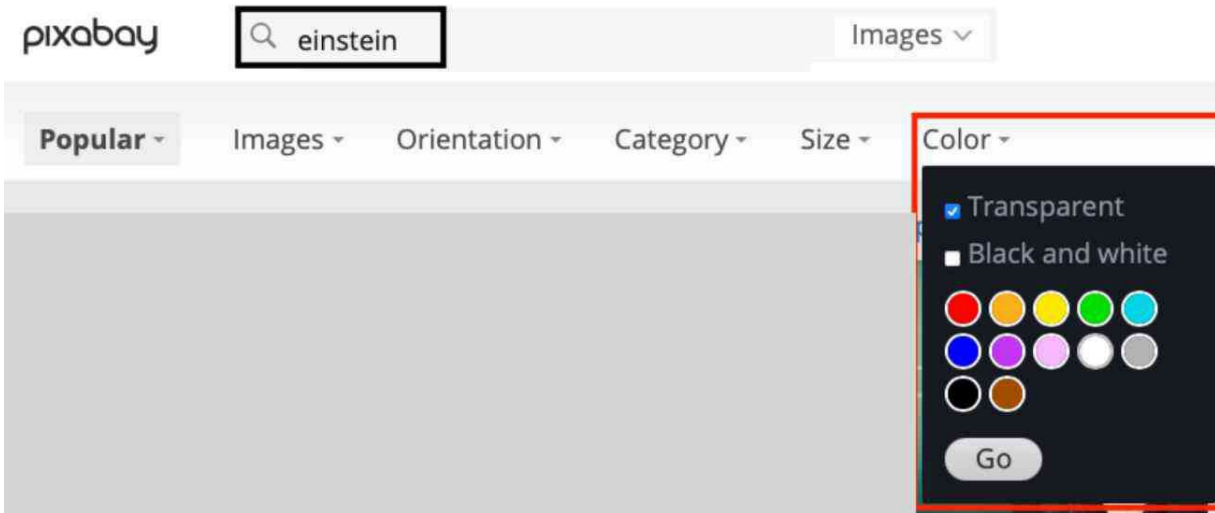 pixabay
einstein
Images
Popular Images Orientation Category Size Color
Transparent
Black and white
Go